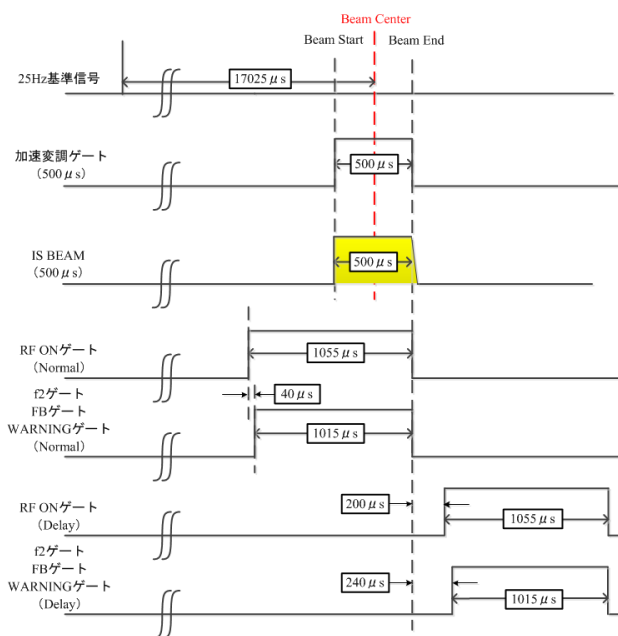 Beam Center
Beam Start
Beam End
25Hz基準信号
17025μs
加速変調ゲート
(500μs)
500μs
IS BEAM
(500μs)
500μs
RF ONゲート
(Normal)
1055μs
f2ゲート
FBゲート
WARNINGゲート
(Normal)
40μs
1015μs
RF ONゲート
(Delay)
200μs
1055μs
f2ゲート
FBゲート
WARNINGゲート
(Delay)
240μs
1015μs